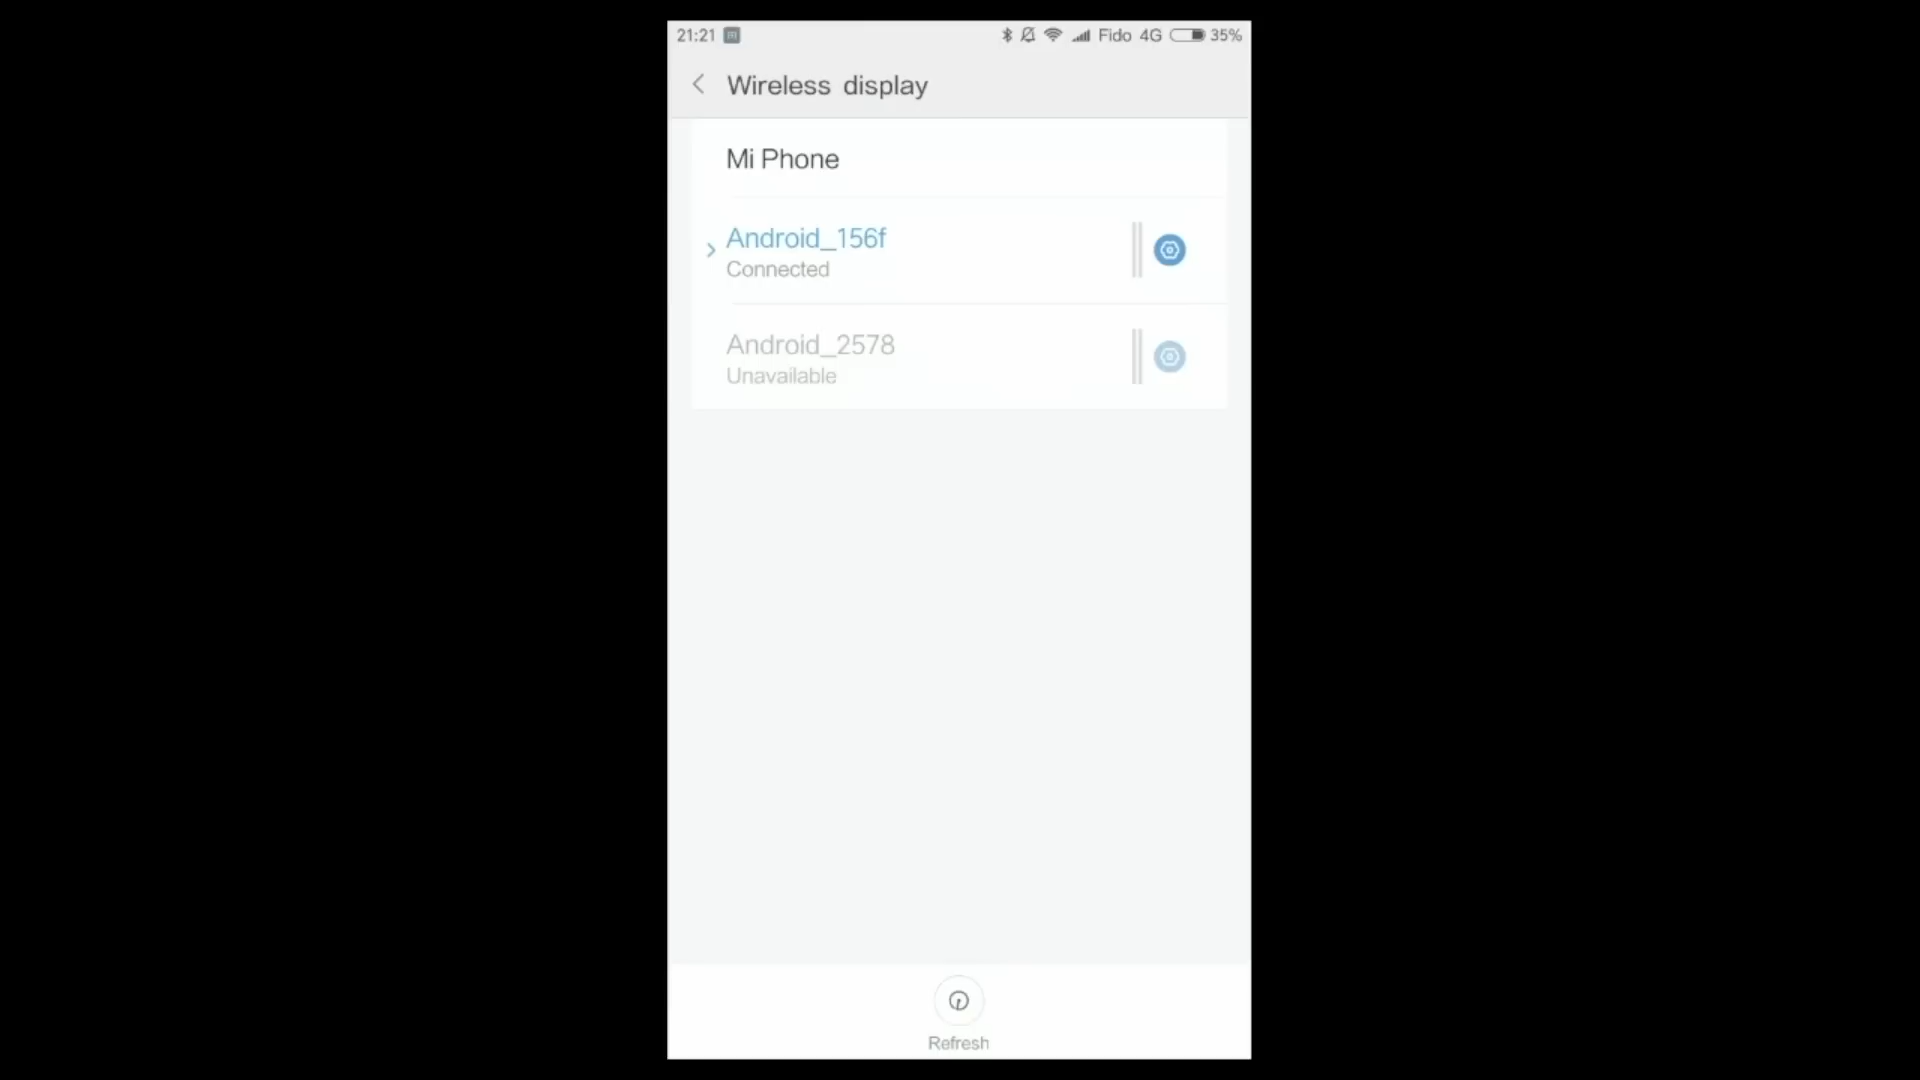 21:21 Fido 4G 35%
Wireless display
Mi Phone
Android_156f
Connected
Android_2578
Unavailable
Refresh